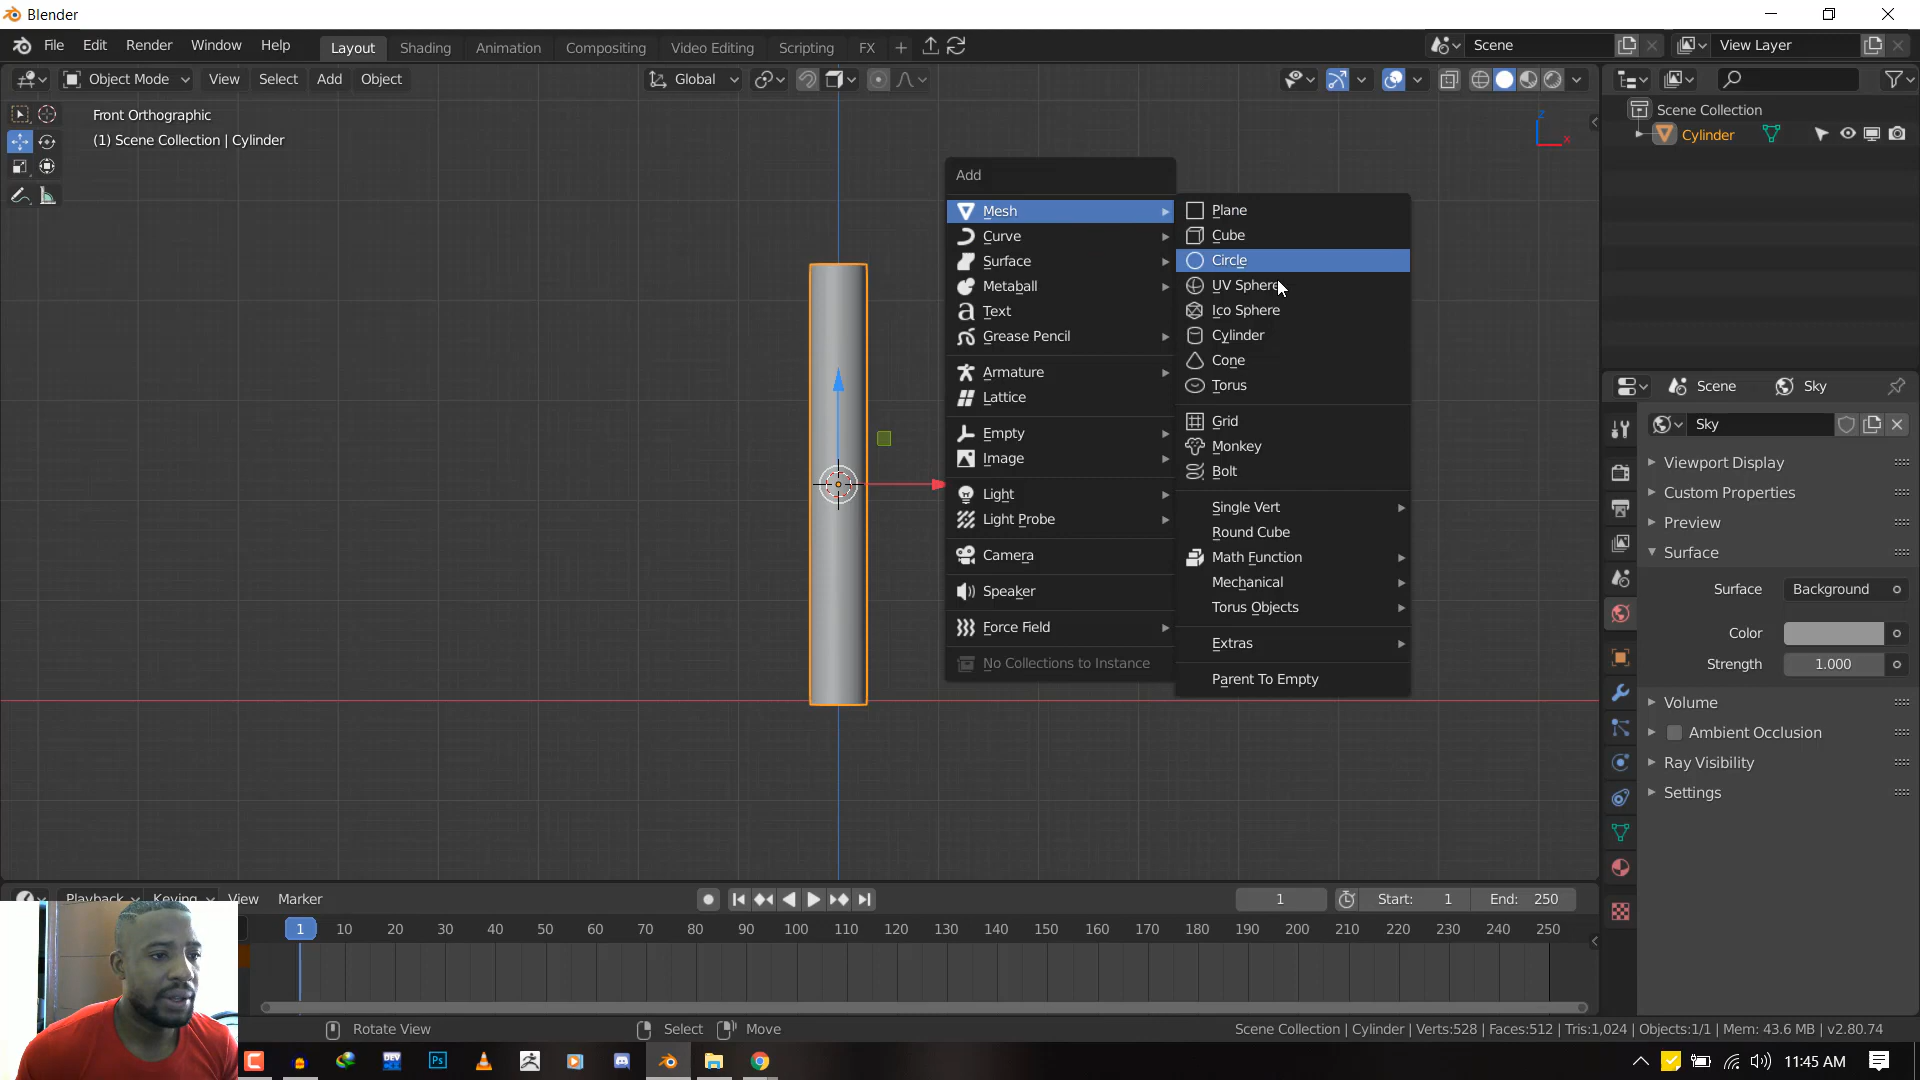 Blender
File Edit Render Window Help
Layout Shading Animation Compositing Video Editing Scripting FX +
Scene
View Layer
Object Mode View Select Add Object
Global
Front Orthographic
(1) Scene Collection | Cylinder
Z
X
Add
Mesh
Curve
Surface
Metaball
Text
Grease Pencil
Armature
Lattice
Empty
Image
Light
Light Probe
Camera
Speaker
Force Field
No Collections to Instance
Plane
Cube
Circle
UV Sphere
Ico Sphere
Cylinder
Cone
Torus
Grid
Monkey
Bolt
Single Vert
Round Cube
Math Function
Mechanical
Torus Objects
Extras
Parent To Empty
Scene Collection
Cylinder
Scene Sky
Sky
Viewport Display
Custom Properties
Preview
Surface
Surface Background
Color
Strength 1.000
Volume
Ambient Occlusion
Ray Visibility
Settings
Playback Keying View Marker
1
Start: 1
End: 250
1 10 20 30 40 50 60 70 80 90 100 110 120 130 140 150 160 170 180 190 200 210 220 230 240 250
Rotate View
Select
Move
Scene Collection | Cylinder | Verts:528 | Faces:512 | Tris:1,024 | Objects:1/1 | Mem: 43.6 MB | v2.80.74
DEV
Ps
11:45 AM